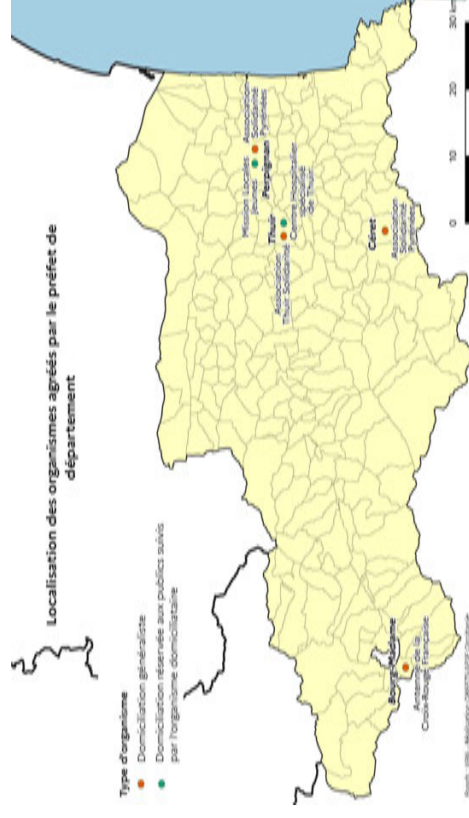 Localisation des organismes agréés par le préfet de
département
Type d'organisme
Domiciliation généraliste
Domiciliation réservée aux publics suivis
par l'organisme domiciliataire
Mission Locales
Jeunes
Association
Solidarité
Pyrénées
Perpignan
Thuir
Association
Thuir Solidarité
Centre Hospitalier
spécialisé
de Thuir
Céret
Association
Solidarité
Pyrénées
Bourg-Madame
Antenne de la
Croix-Rouge Française
0 10 20 30 km